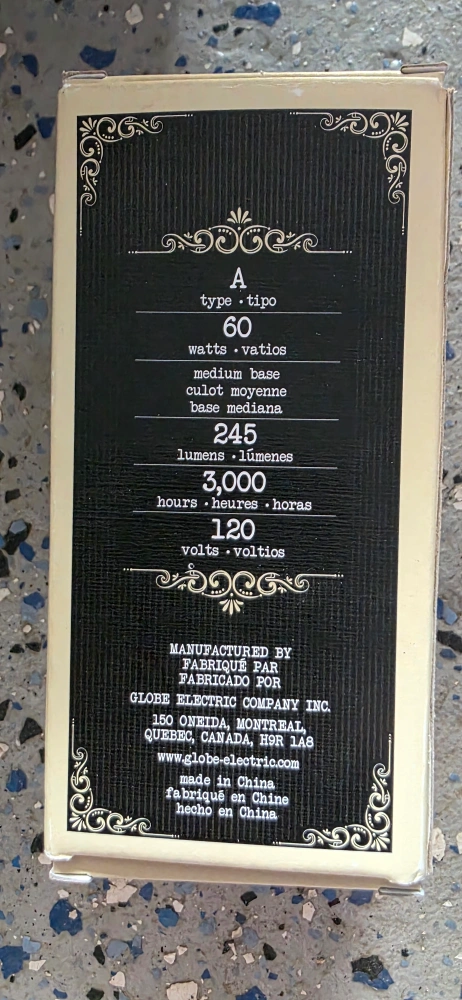 A
type • tipo
60
watts • vatios
medium base
culot moyenne
base mediana
245
lumens • lúmenes
3,000
hours • heures • horas
120
volts • voltios
MANUFACTURED BY
FABRIQUÉ PAR
FABRICADO POR
GLOBE ELECTRIC COMPANY INC.
150 ONEIDA, MONTREAL,
QUEBEC, CANADA, H9R 1A8
www.globe-electric.com
made in China
fabriqué en Chine
hecho en China